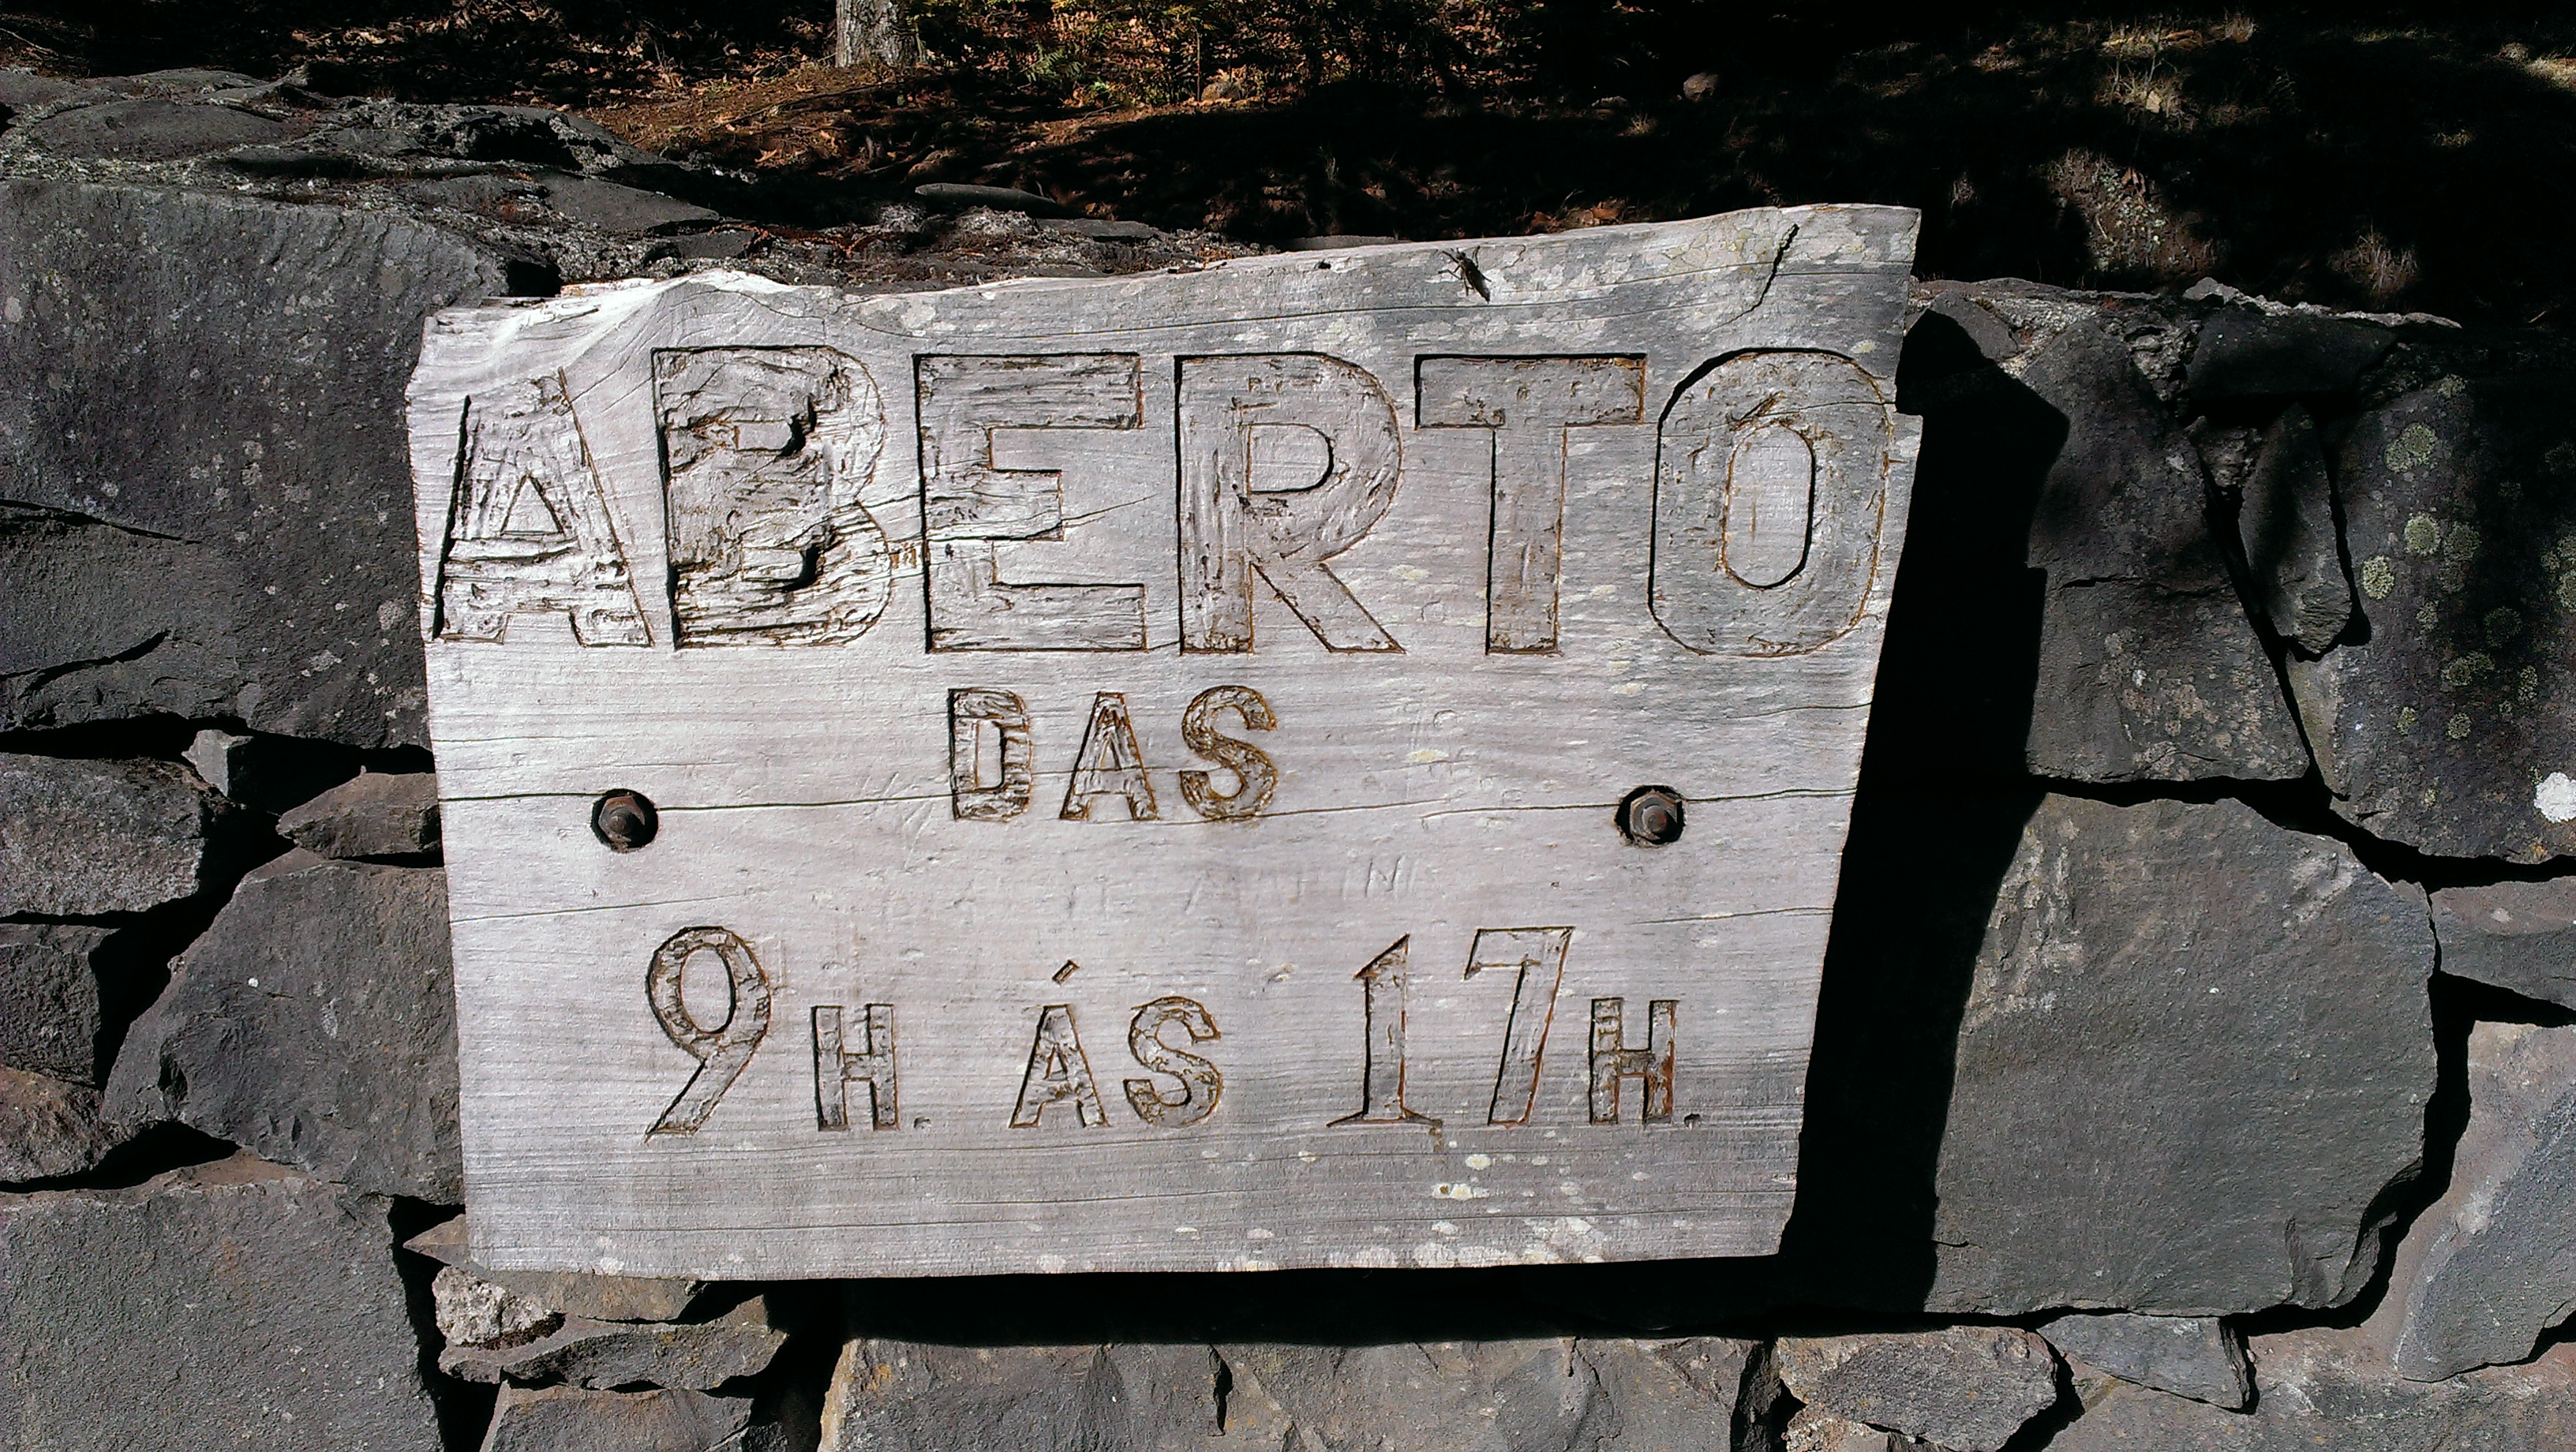 ABERTO
DAS
9H. ÁS 17H.